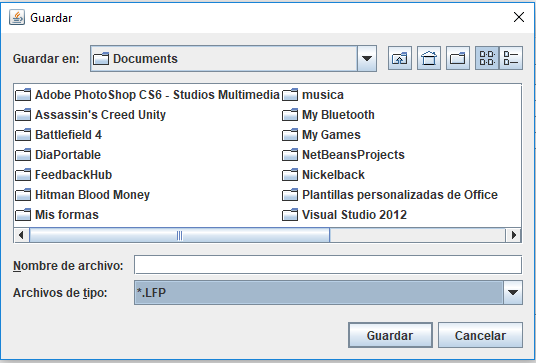 Guardar
Guardar en: Documents
Adobe PhotoShop CS6 - Studios Multimedia
Assassin's Creed Unity
Battlefield 4
DiaPortable
FeedbackHub
Hitman Blood Money
Mis formas
musica
My Bluetooth
My Games
NetBeansProjects
Nickelback
Plantillas personalizadas de Office
Visual Studio 2012
Nombre de archivo:
Archivos de tipo: *.LFP
Guardar Cancelar